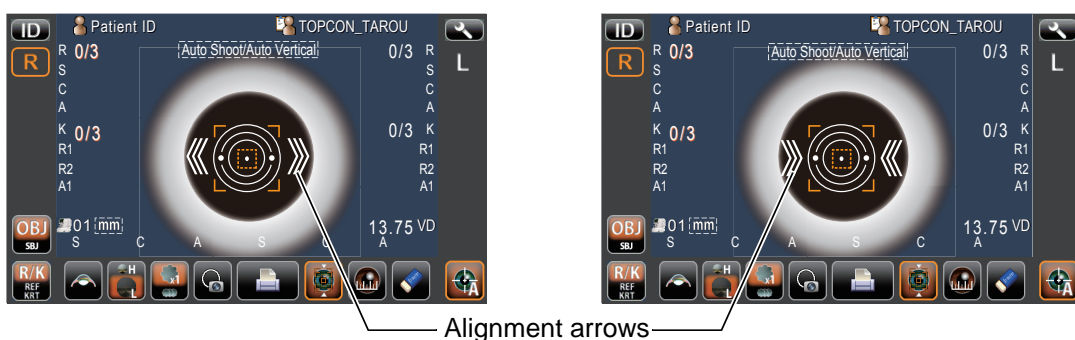 ID Patient ID TOPCON_TAROU
R R 0/3 Auto Shoot/Auto Vertical 0/3 R L
S S
C C
A A
K 0/3 0/3 K
R1 R1
R2 R2
A1 A1
OBJ SBJ 01 mm 13.75 VD
S C A S C A
R/K REF KRT H L x1 A
ID Patient ID TOPCON_TAROU
R R 0/3 Auto Shoot/Auto Vertical 0/3 R L
S S
C C
A A
K 0/3 0/3 K
R1 R1
R2 R2
A1 A1
OBJ SBJ 01 mm 13.75 VD
S C A S C A
R/K REF KRT H L x1 A
Alignment arrows